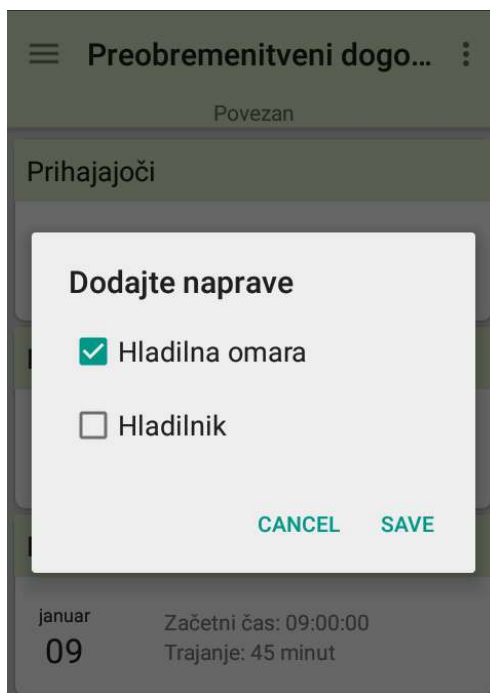 Preobremenitveni dogo...
Povezan
Prihajajoči
Dodajte naprave
Hladilna omara
Hladilnik
CANCEL SAVE
januar
09
Začetni čas: 09:00:00
Trajanje: 45 minut